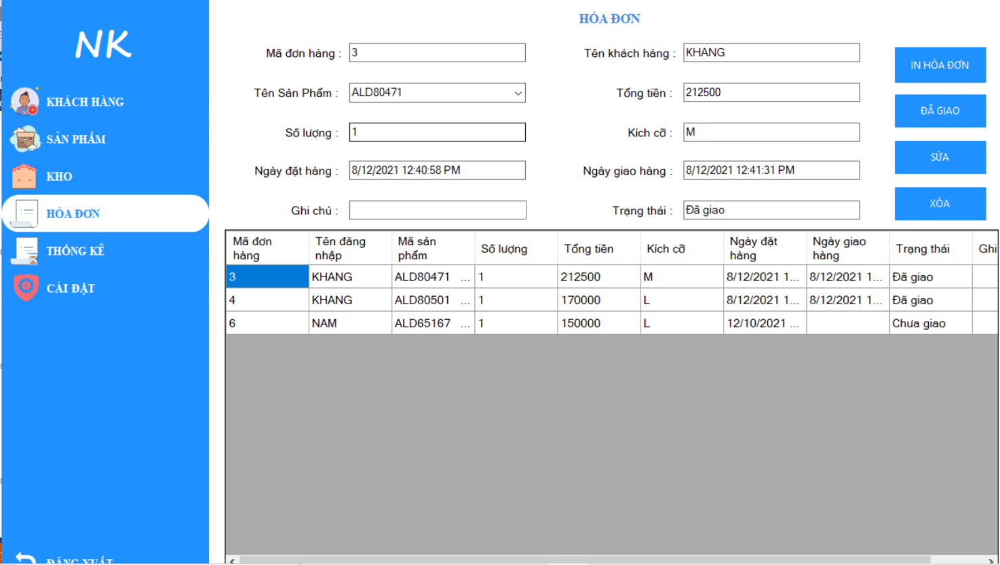 NK
KHÁCH HÀNG
SẢN PHẨM
KHO
HÓA ĐƠN
THỐNG KÊ
CÀI ĐẶT
ĐĂNG XUẤT
HÓA ĐƠN
Mã đơn hàng : 3 Tên khách hàng : KHANG
Tên Sản Phẩm : ALD80471 Tổng tiền : 212500
Số lượng : 1 Kích cỡ : M
Ngày đặt hàng : 8/12/2021 12:40:58 PM Ngày giao hàng : 8/12/2021 12:41:31 PM
Ghi chú : Trạng thái : Đã giao
IN HÓA ĐƠN
ĐÃ GIAO
SỬA
XÓA
Mã đơn hàng Tên đăng nhập Mã sản phẩm Số lượng Tổng tiền Kích cỡ Ngày đặt hàng Ngày giao hàng Trạng thái Ghi
3 KHANG ALD80471 ... 1 212500 M 8/12/2021 1... 8/12/2021 1... Đã giao
4 KHANG ALD80501 ... 1 170000 L 8/12/2021 1... 8/12/2021 1... Đã giao
6 NAM ALD65167 ... 1 150000 L 12/10/2021 ... Chưa giao